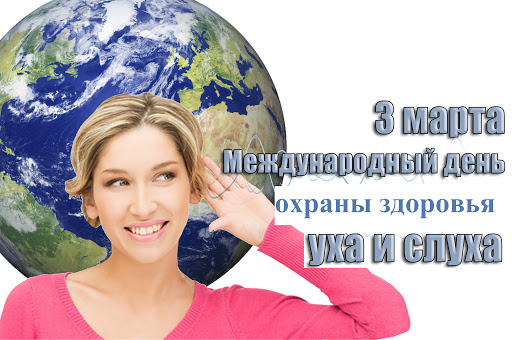 3 марта
Международный день
охраны здоровья
уха и слуха